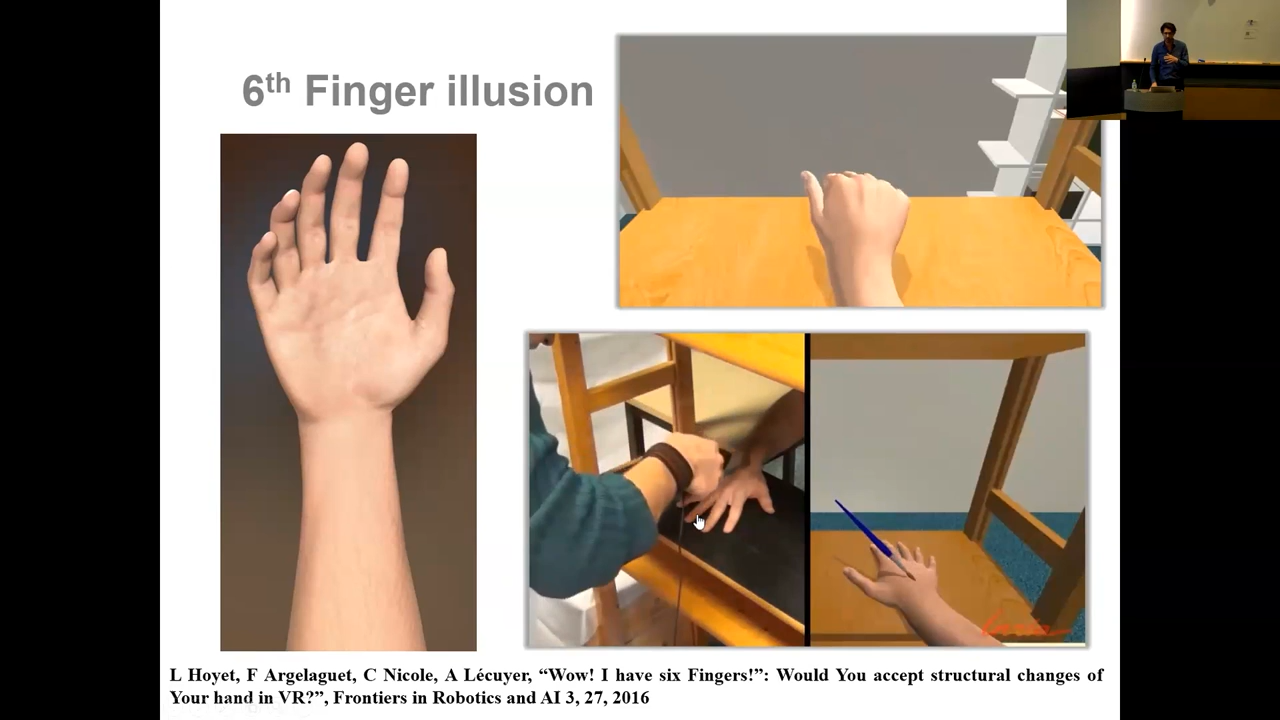 6th Finger illusion
L Hoyet, F Argelaguet, C Nicole, A Lécuyer, “Wow! I have six Fingers!”: Would You accept structural changes of
Your hand in VR?”, Frontiers in Robotics and AI 3, 27, 2016